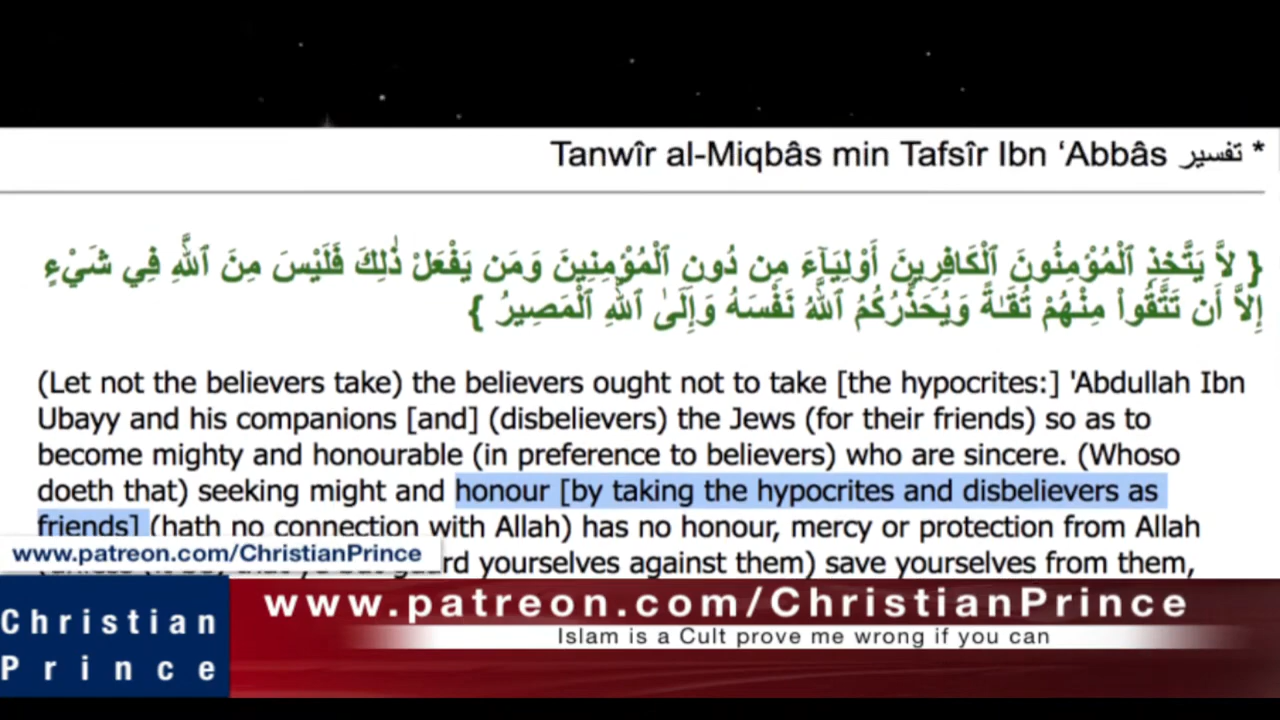 Tanwîr al-Miqbâs min Tafsîr Ibn ‘Abbâs تفسير *
{ لاَّ يَتَّخِذِ ٱلْمُؤْمِنُونَ ٱلْكَافِرِينَ أَوْلِيَآءَ مِن دُونِ ٱلْمُؤْمِنِينَ وَمَن يَفْعَلْ ذٰلِكَ فَلَيْسَ مِنَ ٱللَّهِ فِي شَيْءٍ
إِلاَّ أَن تَتَّقُواْ مِنْهُمْ تُقَـٰةً وَيُحَذِّرُكُمُ ٱللَّهُ نَفْسَهُ وَإِلَىٰ ٱللَّهِ ٱلْمَصِيرُ }
(Let not the believers take) the believers ought not to take [the hypocrites:] 'Abdullah Ibn
Ubayy and his companions [and] (disbelievers) the Jews (for their friends) so as to
become mighty and honourable (in preference to believers) who are sincere. (Whoso
doeth that) seeking might and honour [by taking the hypocrites and disbelievers as
friends] (hath no connection with Allah) has no honour, mercy or protection from Allah
guard yourselves against them) save yourselves from them,
www.patreon.com/ChristianPrince
www.patreon.com/ChristianPrince
Islam is a Cult prove me wrong if you can
Christian
Prince